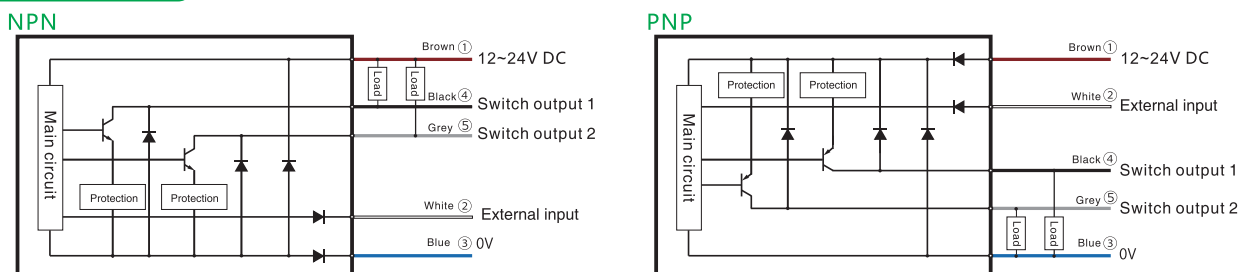 NPN
Brown ① 12~24V DC
Load
Load
Black ④ Switch output 1
Grey ⑤ Switch output 2
Main circuit
Protection
Protection
White ② External input
Blue ③ 0V
PNP
Brown ① 12~24V DC
Protection
Protection
White ② External input
Main circuit
Black ④ Switch output 1
Grey ⑤ Switch output 2
Load
Load
Blue ③ 0V